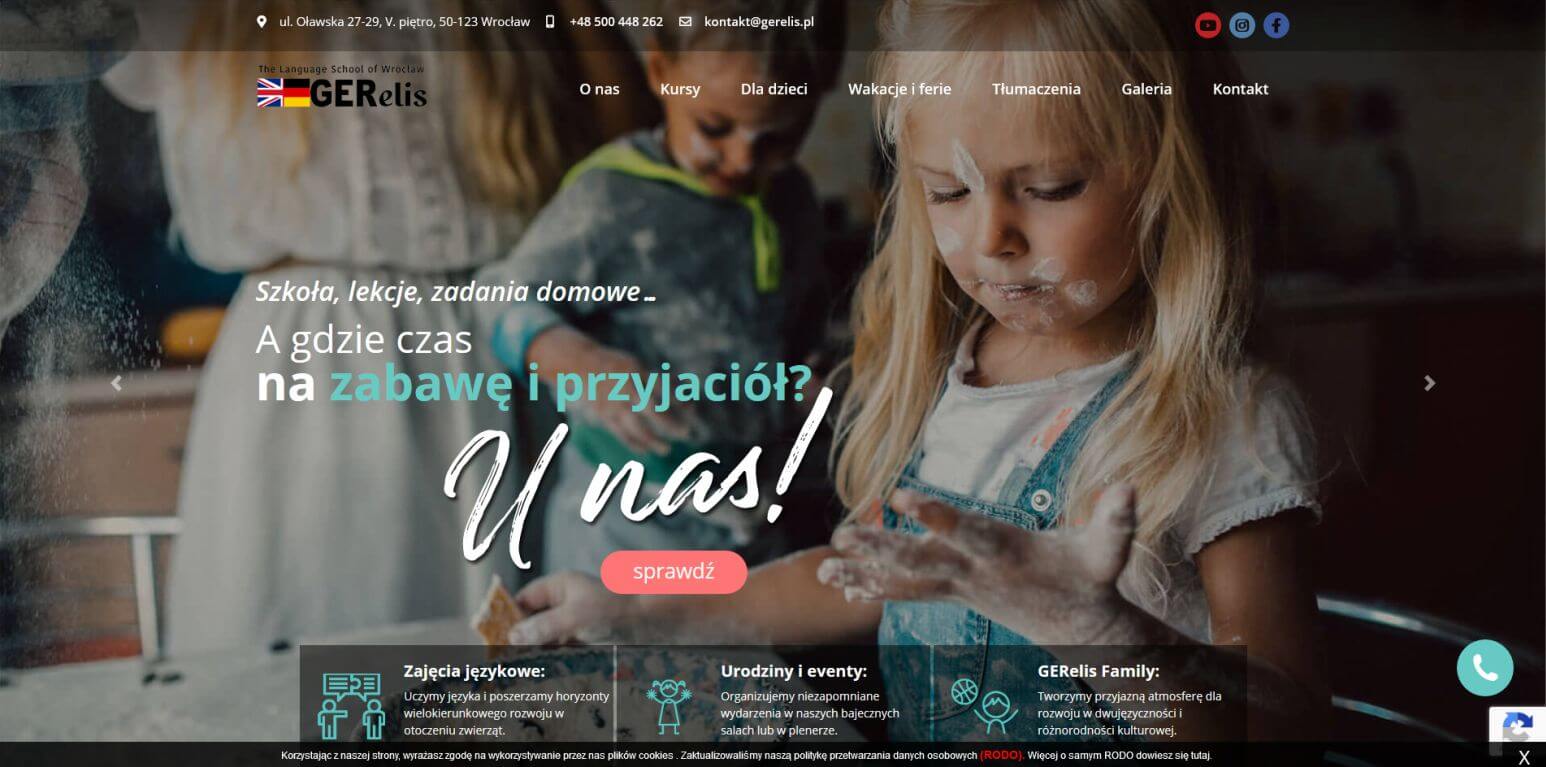 ul. Oławska 27-29, V. piętro, 50-123 Wrocław +48 500 448 262 kontakt@gerelis.pl
The Language School of Wrocław
GERelis
O nas Kursy Dla dzieci Wakacje i ferie Tłumaczenia Galeria Kontakt
Szkoła, lekcje, zadania domowe...
A gdzie czas
na zabawę i przyjaciół?
U nas!
sprawdź
Zajęcia językowe:
Uczymy języka i poszerzamy horyzonty
wielokierunkowego rozwoju w
otoczeniu zwierząt.
Urodziny i eventy:
Organizujemy niezapomniane
wydarzenia w naszych bajecznych
salach lub w plenerze.
GERelis Family:
Tworzymy przyjazną atmosferę dla
rozwoju w dwujęzyczności i
różnorodności kulturowej.
Korzystając z naszej strony, wyrażasz zgodę na wykorzystywanie przez nas plików cookies . Zaktualizowaliśmy naszą politykę przetwarzania danych osobowych (RODO). Więcej o samym RODO dowiesz się tutaj.
X